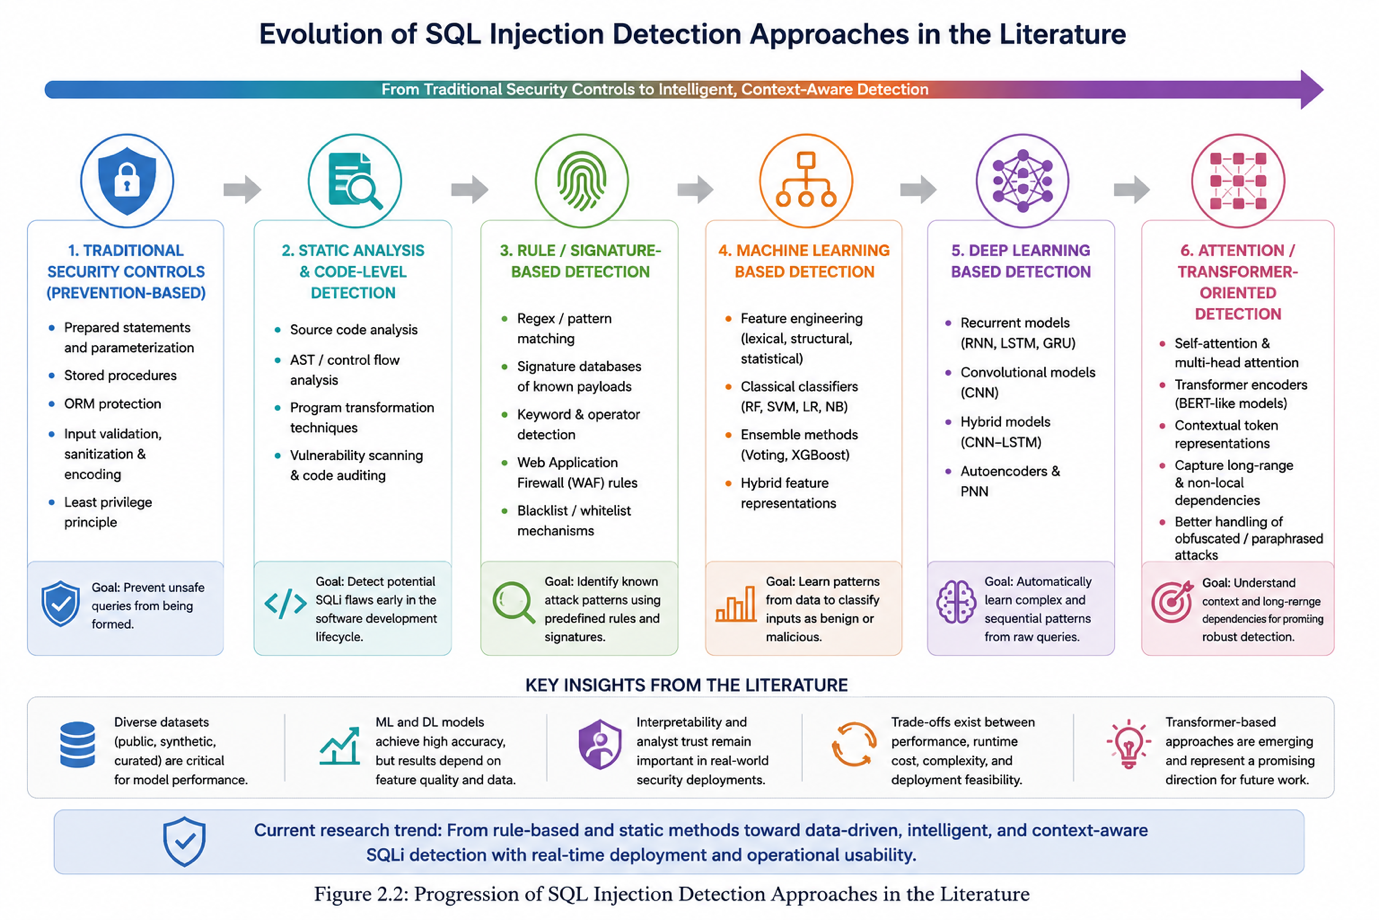 Evolution of SQL Injection Detection Approaches in the Literature
From Traditional Security Controls to Intelligent, Context-Aware Detection
1. TRADITIONAL
SECURITY CONTROLS
(PREVENTION-BASED)
• Prepared statements
and parameterization
• Stored procedures
• ORM protection
• Input validation,
sanitization &
encoding
• Least privilege
principle
Goal: Prevent unsafe
queries from being
formed.
2. STATIC ANALYSIS
& CODE-LEVEL
DETECTION
• Source code analysis
• AST / control flow
analysis
• Program transformation
techniques
• Vulnerability scanning
& code auditing
</>
Goal: Detect potential
SQLi flaws early in the
software development
lifecycle.
3. RULE / SIGNATURE-
BASED DETECTION
• Regex / pattern
matching
• Signature databases
of known payloads
• Keyword & operator
detection
• Web Application
Firewall (WAF) rules
• Blacklist / whitelist
mechanisms
Goal: Identify known
attack patterns using
predefined rules and
signatures.
4. MACHINE LEARNING
BASED DETECTION
• Feature engineering
(lexical, structural,
statistical)
• Classical classifiers
(RF, SVM, LR, NB)
• Ensemble methods
(Voting, XGBoost)
• Hybrid feature
representations
Goal: Learn patterns
from data to classify
inputs as benign or
malicious.
5. DEEP LEARNING
BASED DETECTION
• Recurrent models
(RNN, LSTM, GRU)
• Convolutional models
(CNN)
• Hybrid models
(CNN–LSTM)
• Autoencoders &
PNN
Goal: Automatically
learn complex and
sequential patterns
from raw queries.
6. ATTENTION /
TRANSFORMER-
ORIENTED
DETECTION
• Self-attention &
multi-head attention
• Transformer encoders
(BERT-like models)
• Contextual token
representations
• Capture long-range
& non-local
dependencies
• Better handling of
obfuscated / paraphrased
attacks
Goal: Understand
context and long-rernge
dependencies for promiing
robust detection.
KEY INSIGHTS FROM THE LITERATURE
Diverse datasets
(public, synthetic,
curated) are critical
for model performance.
ML and DL models
achieve high accuracy,
but results depend on
feature quality and data.
Interpretability and
analyst trust remain
important in real-world
security deployments.
Trade-offs exist between
performance, runtime
cost, complexity, and
deployment feasibility.
Transformer-based
approaches are emerging
and represent a promising
direction for future work.
Current research trend: From rule-based and static methods toward data-driven, intelligent, and context-aware
SQLi detection with real-time deployment and operational usability.
Figure 2.2: Progression of SQL Injection Detection Approaches in the Literature